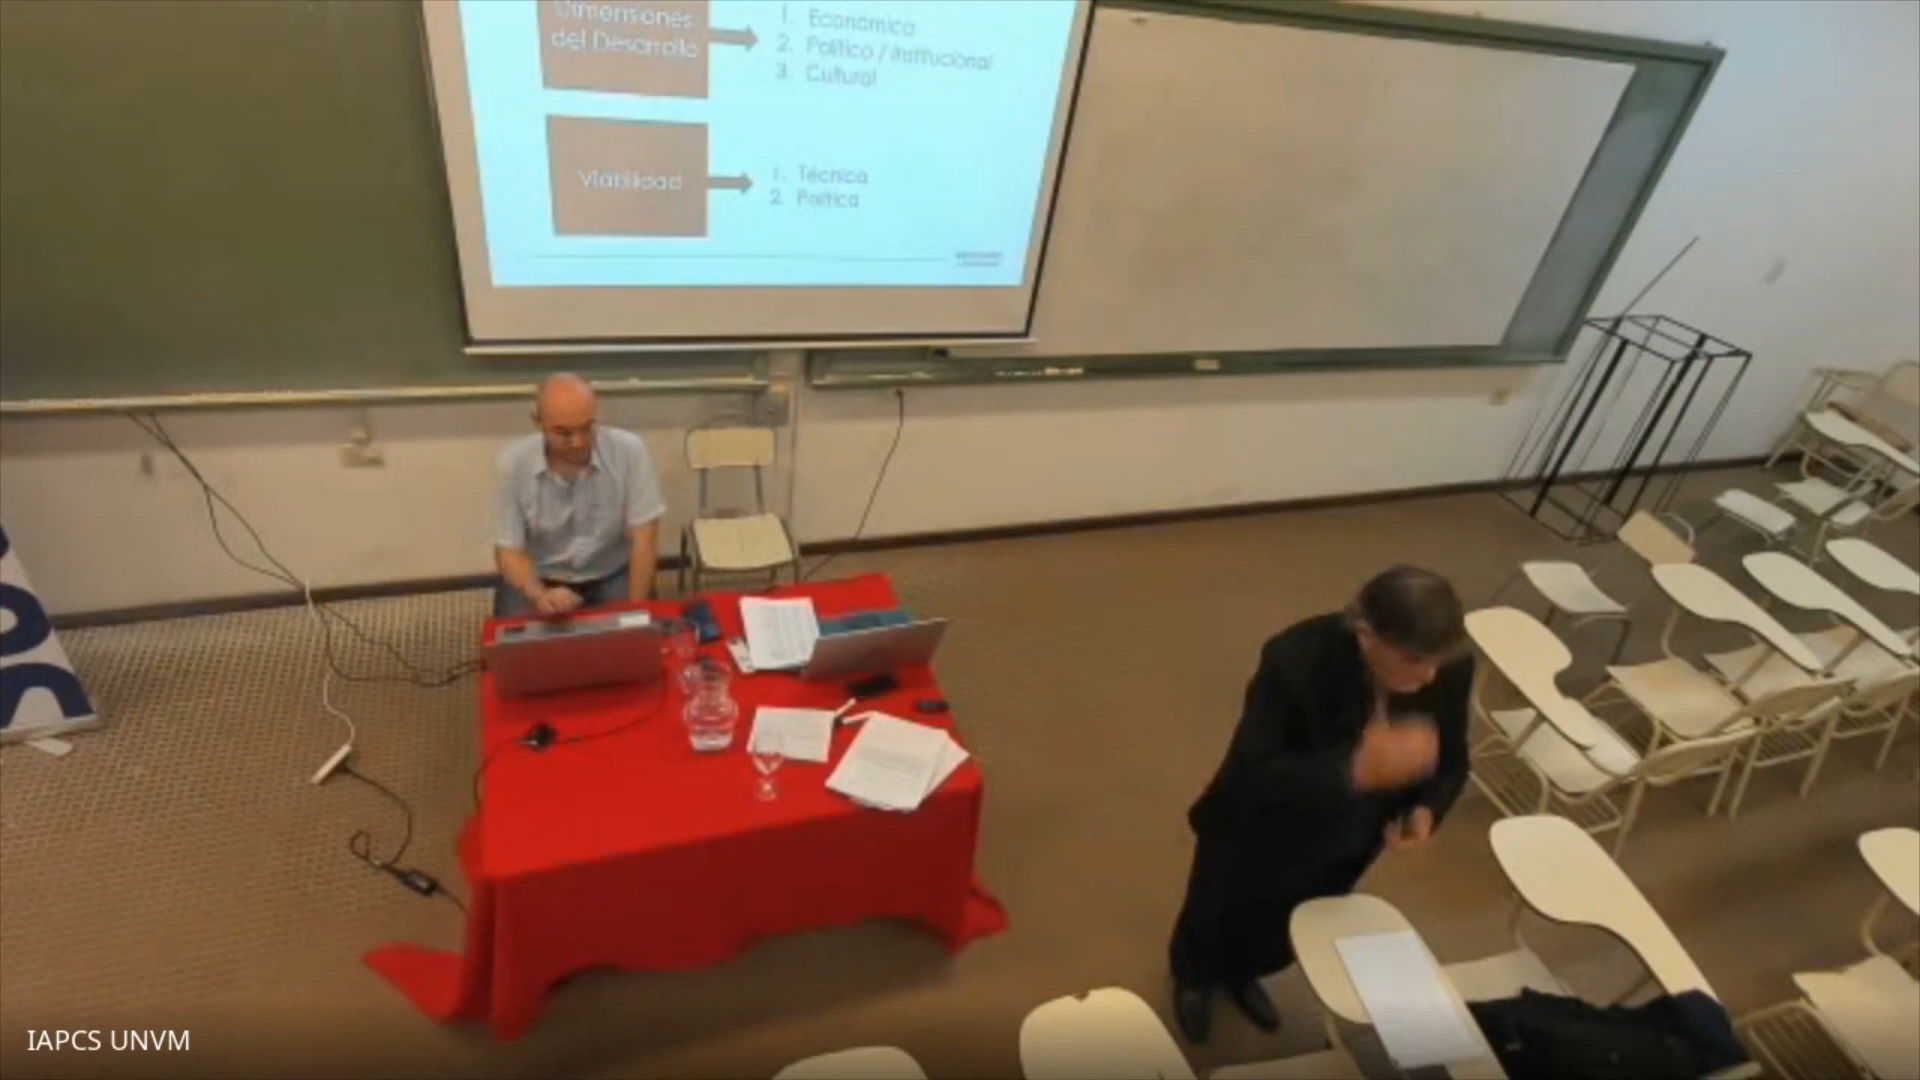 Dimensiones
del Desarrollo
1. Económica
2. Político / Institucional
3. Cultural
Viabilidad
1. Técnica
2. Política
IAPCS UNVM